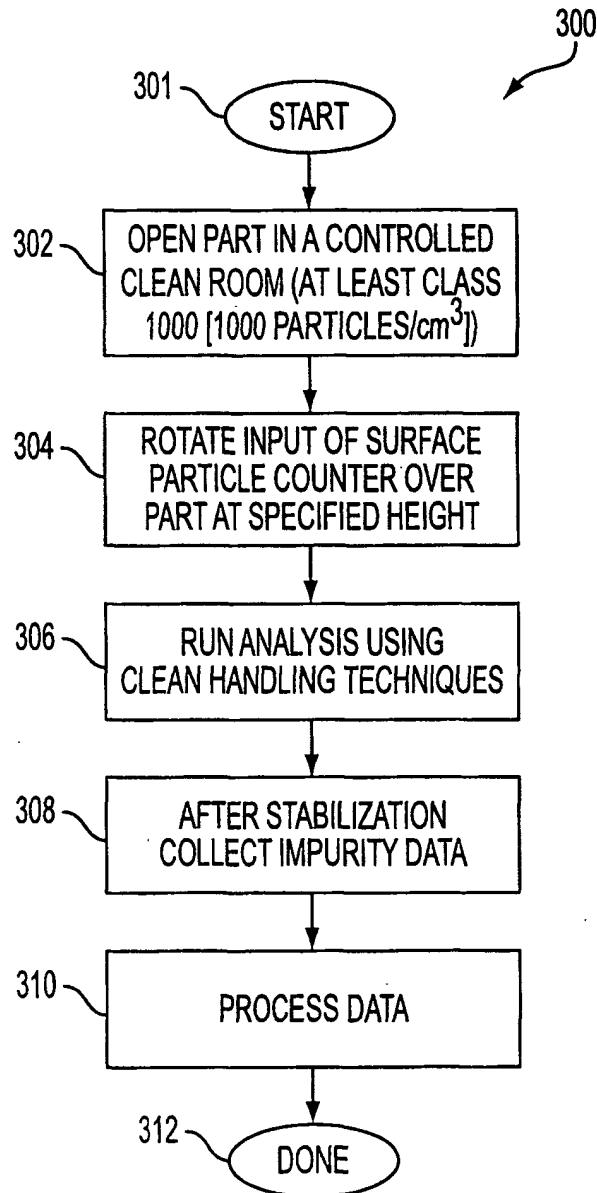 300
301
START
302
OPEN PART IN A CONTROLLED
CLEAN ROOM (AT LEAST CLASS
1000 [1000 PARTICLES/cm³])
304
ROTATE INPUT OF SURFACE
PARTICLE COUNTER OVER
PART AT SPECIFIED HEIGHT
306
RUN ANALYSIS USING
CLEAN HANDLING TECHNIQUES
308
AFTER STABILIZATION
COLLECT IMPURITY DATA
310
PROCESS DATA
312
DONE